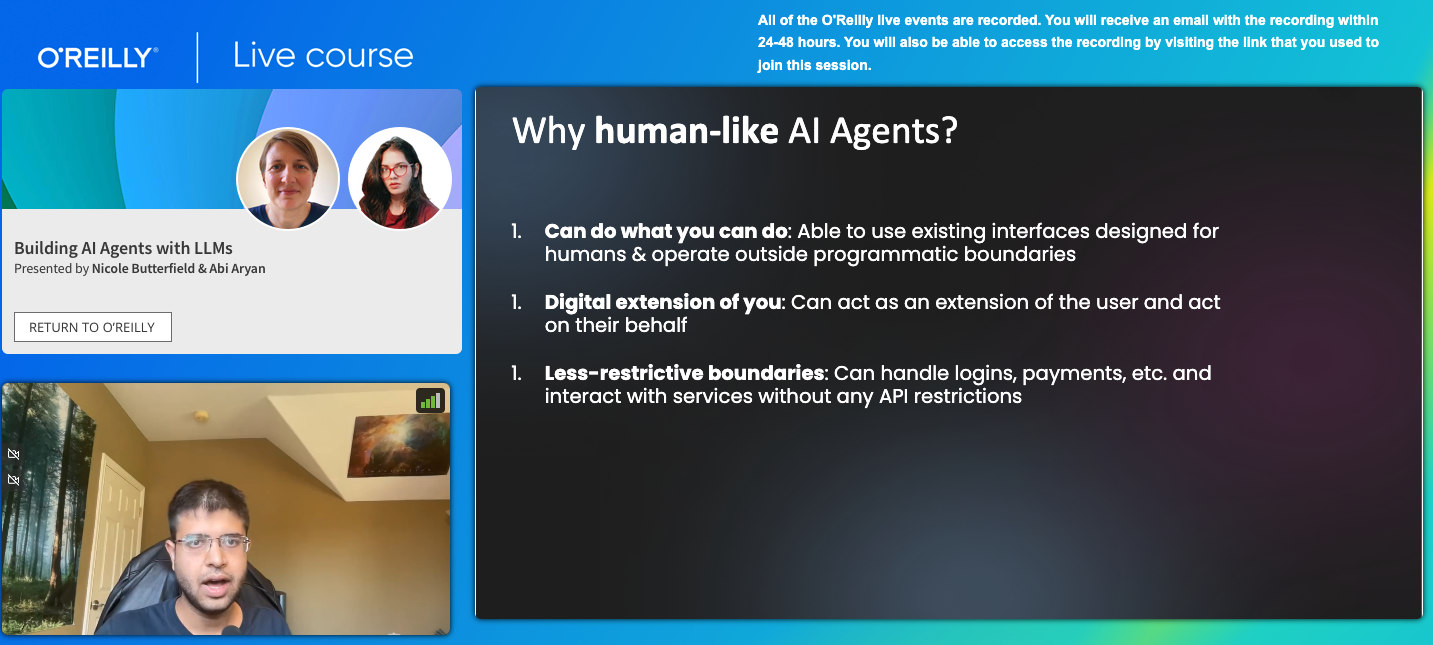 O'REILLY®
Live course
All of the O'Reilly live events are recorded. You will receive an email with the recording within
24-48 hours. You will also be able to access the recording by visiting the link that you used to
join this session.
Building AI Agents with LLMs
Presented by Nicole Butterfield & Abi Aryan
RETURN TO O'REILLY
Why human-like AI Agents?
1. Can do what you can do: Able to use existing interfaces designed for
humans & operate outside programmatic boundaries
1. Digital extension of you: Can act as an extension of the user and act
on their behalf
1. Less-restrictive boundaries: Can handle logins, payments, etc. and
interact with services without any API restrictions